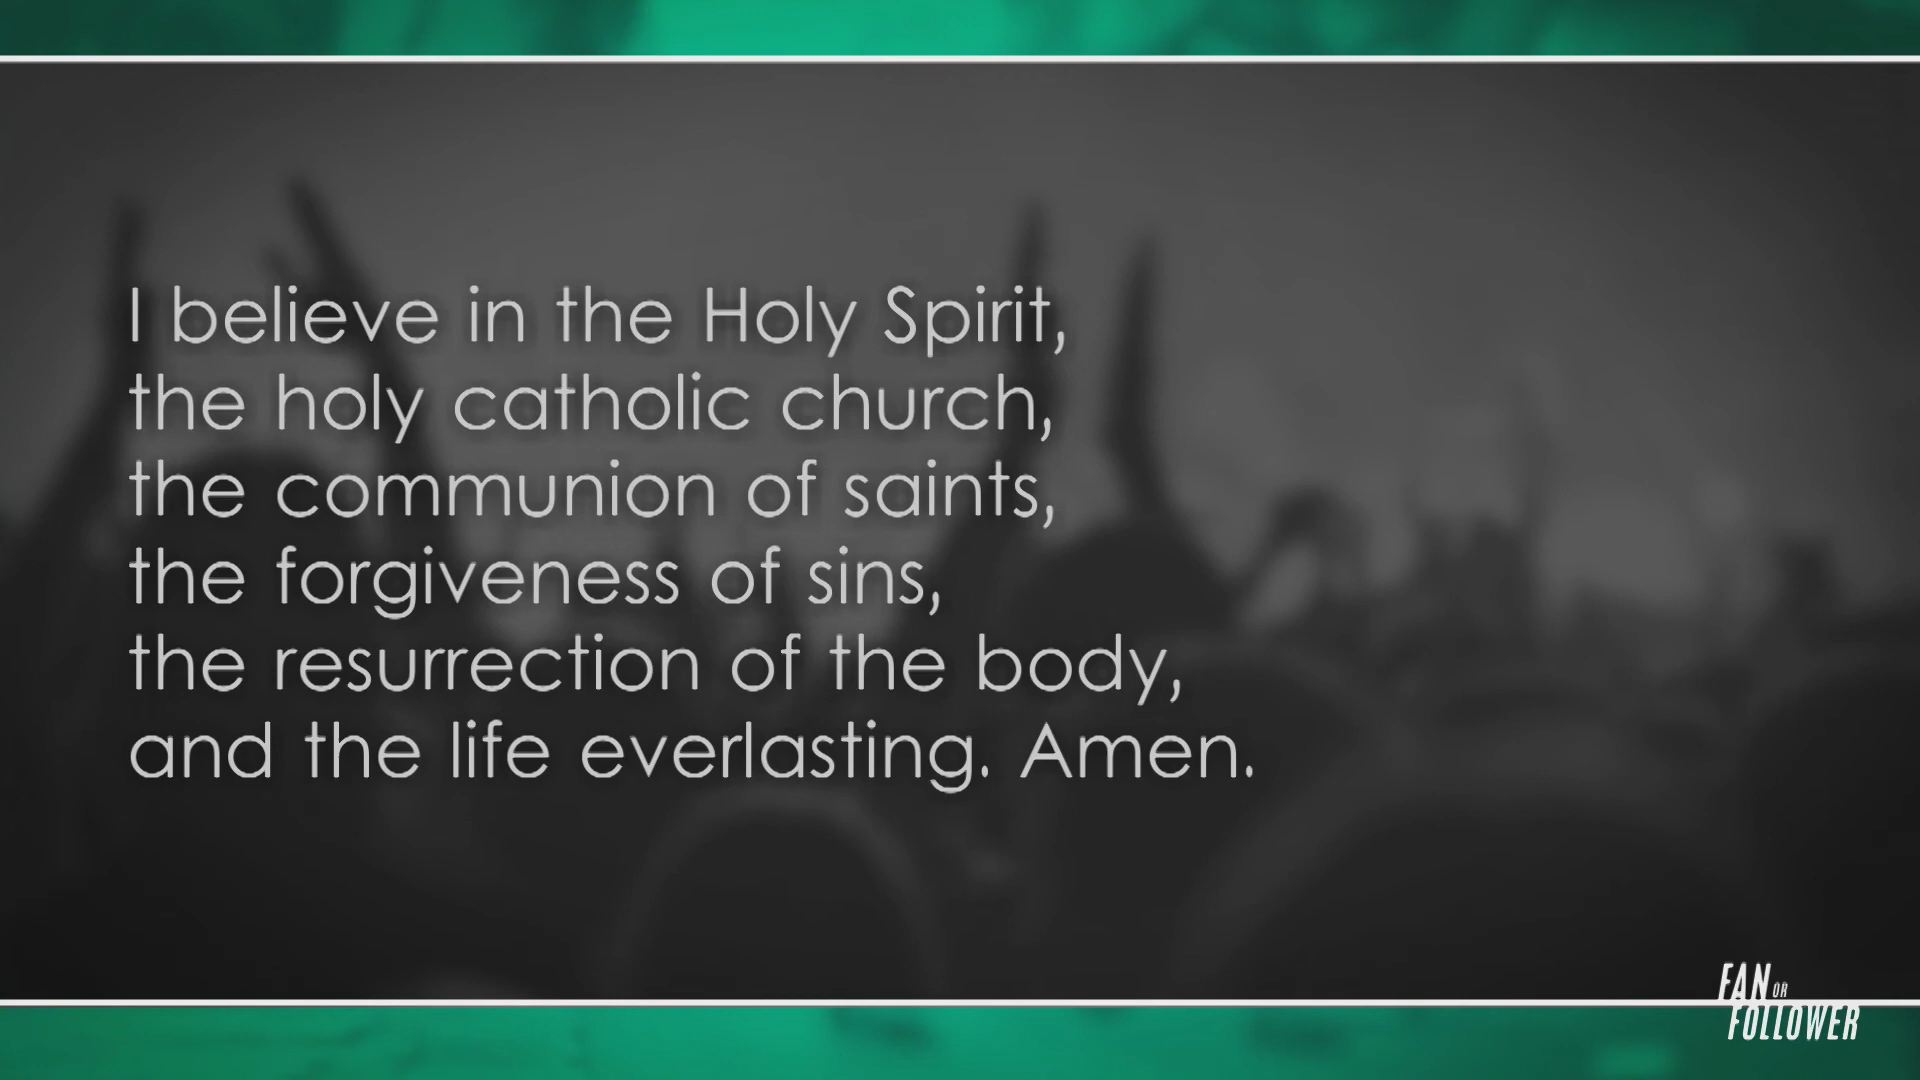 I believe in the Holy Spirit,
the holy catholic church,
the communion of saints,
the forgiveness of sins,
the resurrection of the body,
and the life everlasting. Amen.
FAN OR
FOLLOWER